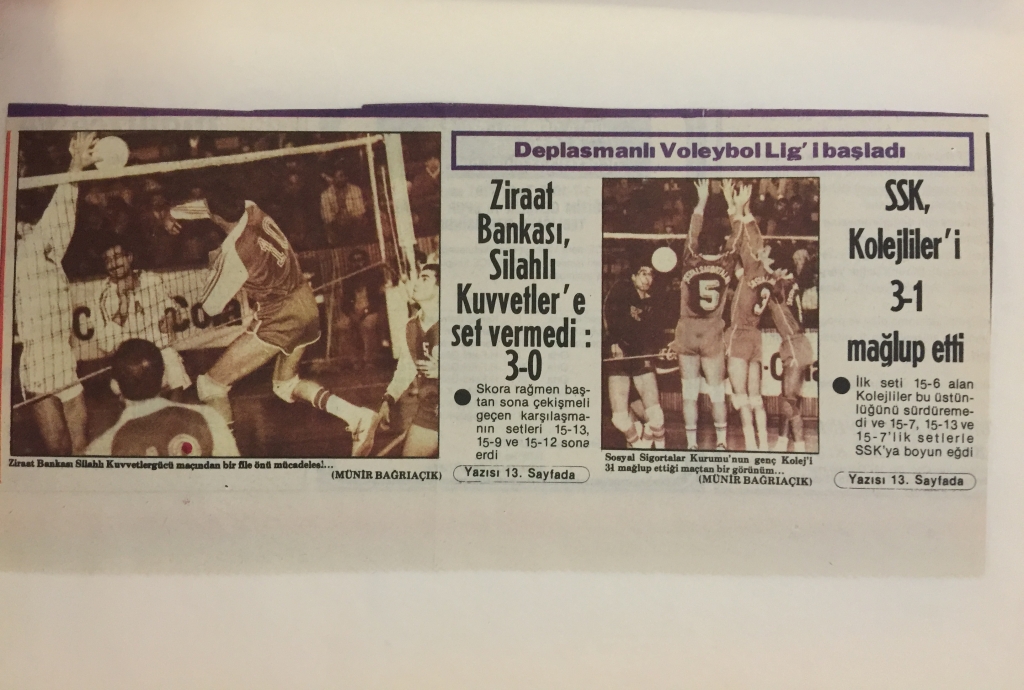 Deplasmanlı Voleybol Lig'i başladı
Ziraat
Bankası,
Silahlı
Kuvvetler'e
set vermedi :
3-0
Skora rağmen baş-
tan sona çekişmeli
geçen karşılaşma-
nın setleri 15-13,
15-9 ve 15-12 sona
erdi
Yazısı 13. Sayfada
SSK,
Kolejliler'i
3-1
mağlup etti
İlk seti 15-6 alan
Kolejliler bu üstün-
lüğünü sürdüreme-
di ve 15-7, 15-13 ve
15-7'lik setlerle
SSK'ya boyun eğdi
Yazısı 13. Sayfada
Ziraat Bankası Silahlı Kuvvetlergücü maçından bir file önü mücadelesi...
(MÜNİR BAĞRIAÇIK)
Sosyal Sigortalar Kurumu'nun genç Kolej'i
31 mağlup ettiği maçtan bir görünüm...
(MÜNİR BAĞRIAÇIK)
10
5
3